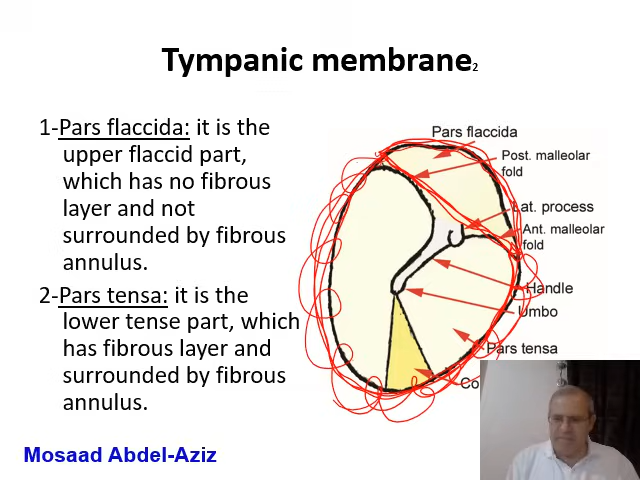 Tympanic membrane2
1-Pars flaccida: it is the
upper flaccid part,
which has no fibrous
layer and not
surrounded by fibrous
annulus.
2-Pars tensa: it is the
lower tense part, which
has fibrous layer and
surrounded by fibrous
annulus.
Pars flaccida
Post. malleolar
fold
Lat. process
Ant. malleolar
fold
Handle
Umbo
Pars tensa
Mosaad Abdel-Aziz